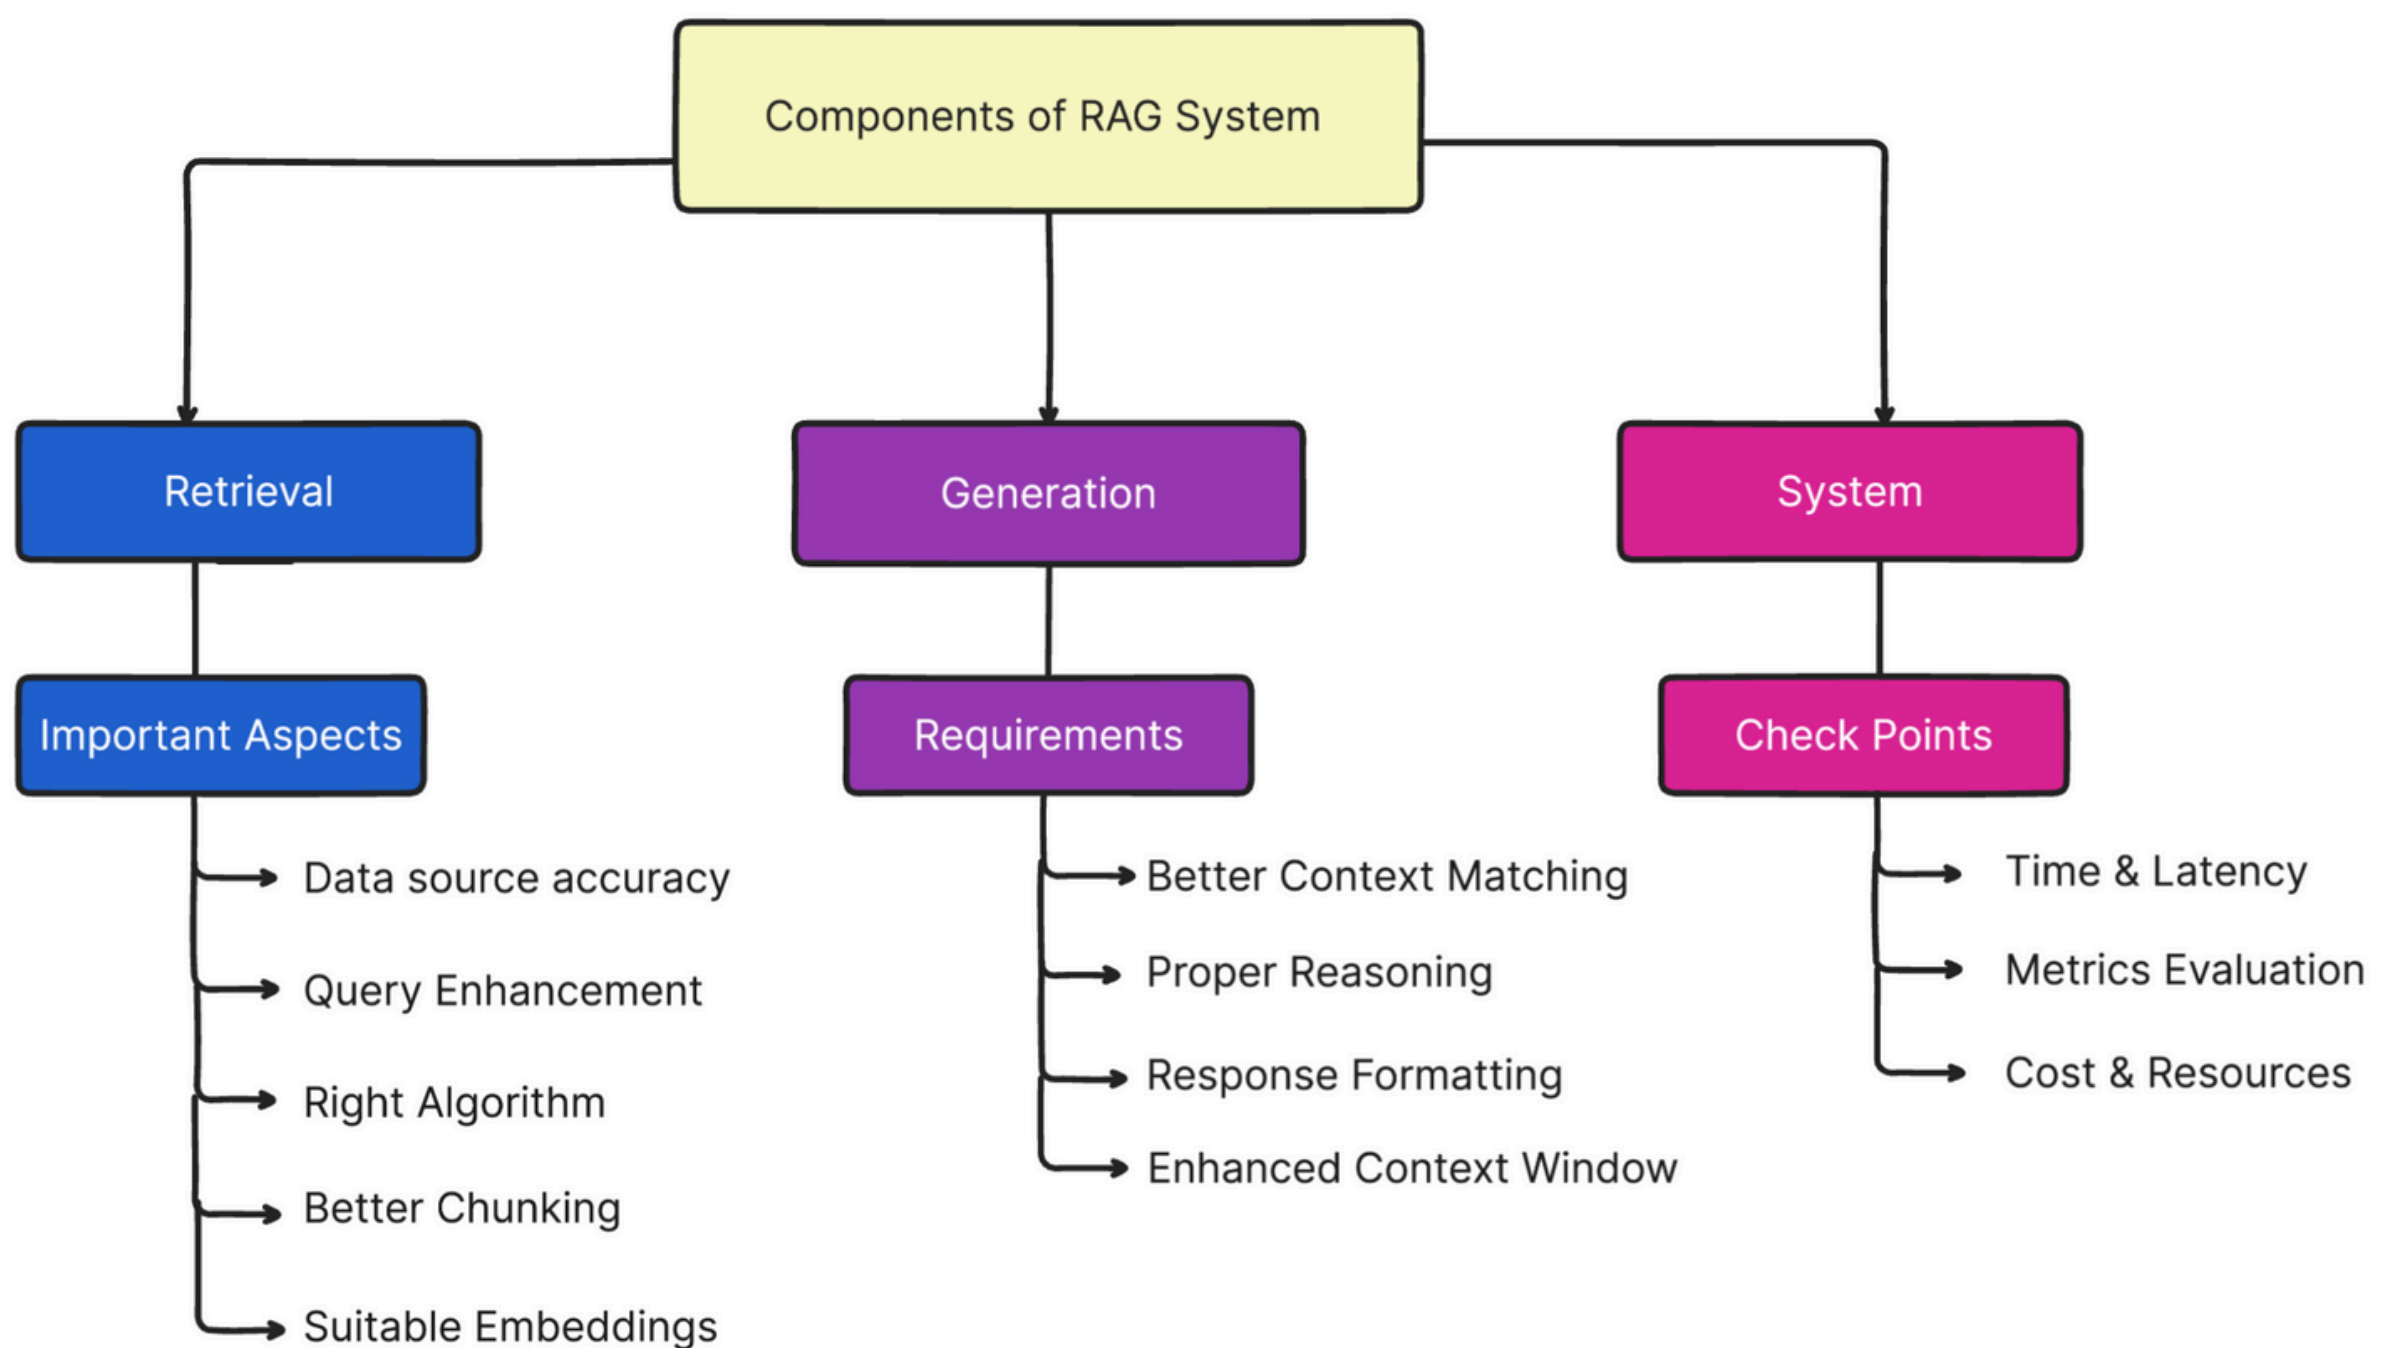 Components of RAG System
Retrieval
Generation
System
Important Aspects
Requirements
Check Points
Data source accuracy
Query Enhancement
Right Algorithm
Better Chunking
Suitable Embeddings
Better Context Matching
Proper Reasoning
Response Formatting
Enhanced Context Window
Time & Latency
Metrics Evaluation
Cost & Resources